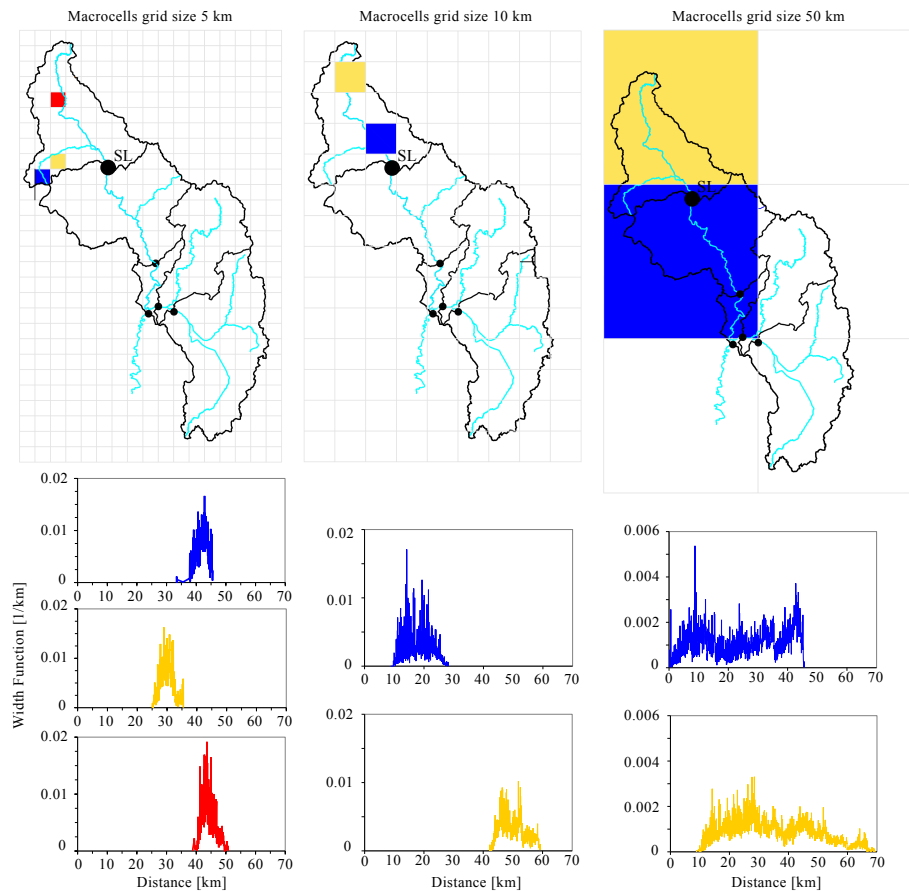 Macrocells grid size 5 km
Macrocells grid size 10 km
Macrocells grid size 50 km
SL
SL
SL
Width Function [1/km]
0.02
0.01
0
0 10 20 30 40 50 60 70
0.02
0.01
0
0 10 20 30 40 50 60 70
0.02
0.01
0
0 10 20 30 40 50 60 70
Distance [km]
0.02
0.01
0
0 10 20 30 40 50 60 70
0.02
0.01
0
0 10 20 30 40 50 60 70
Distance [km]
0.006
0.004
0.002
0
0 10 20 30 40 50 60 70
0.006
0.004
0.002
0
0 10 20 30 40 50 60 70
Distance [km]